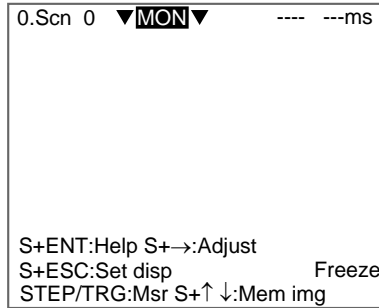 0.Scn 0 ▼MON▼ ---- ---ms
S+ENT:Help S+→:Adjust
S+ESC:Set disp Freeze
STEP/TRG:Msr S+↑ ↓:Mem img